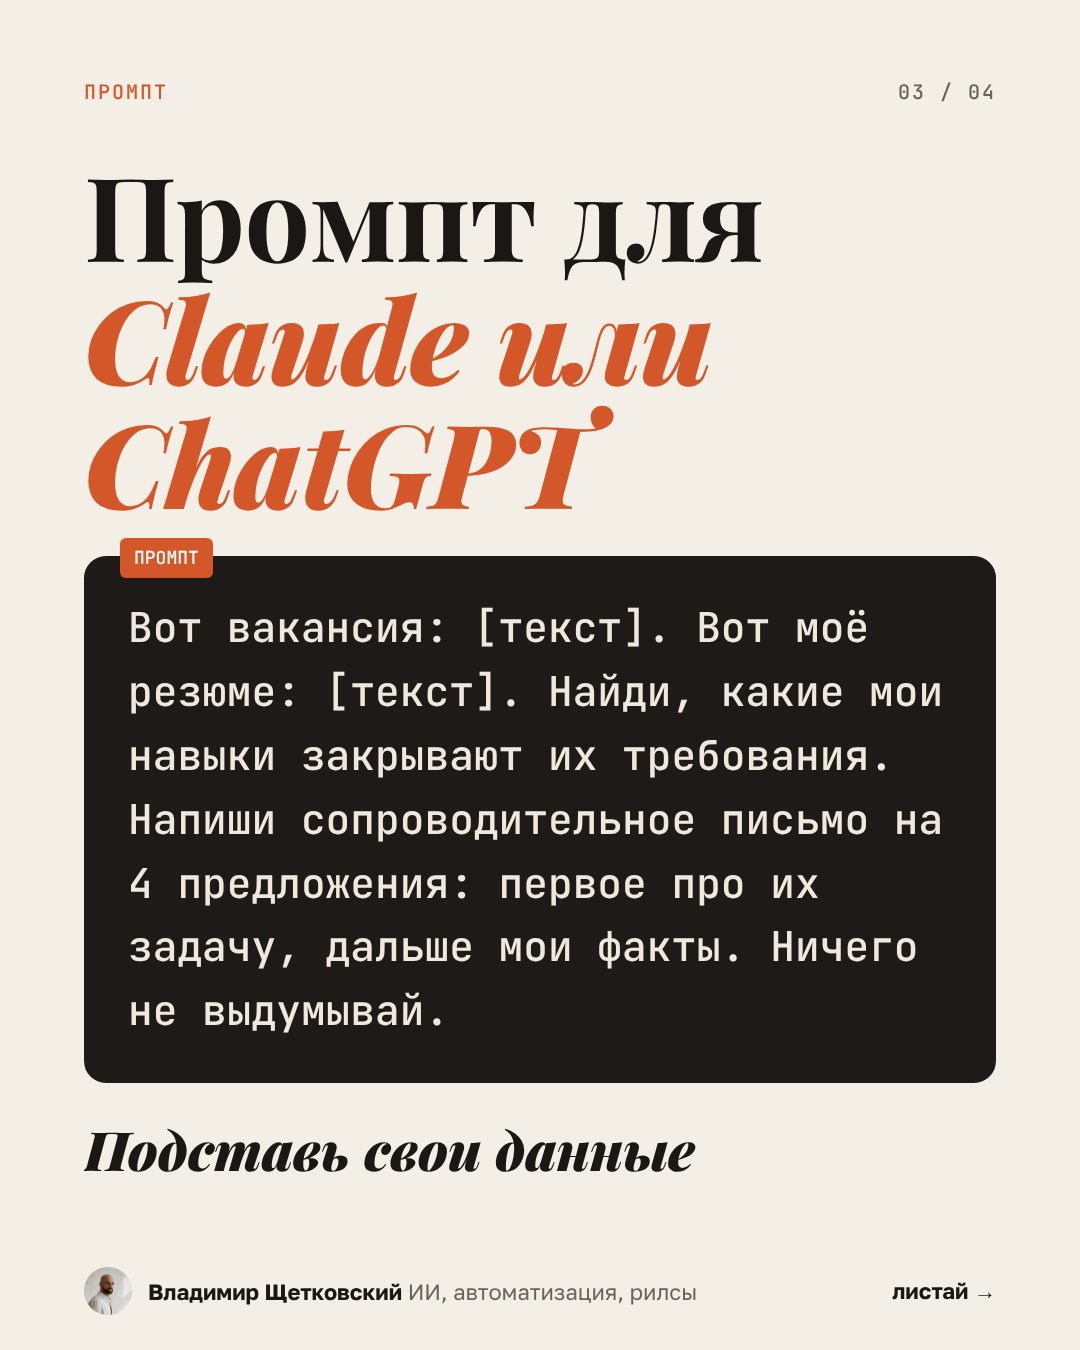 ПРОМПТ
03 / 04
Промпт для
Claude или
ChatGPT
ПРОМПТ
Вот вакансия: [текст]. Вот моё
резюме: [текст]. Найди, какие мои
навыки закрывают их требования.
Напиши сопроводительное письмо на
4 предложения: первое про их
задачу, дальше мои факты. Ничего
не выдумывай.
Подставь свои данные
Владимир Щетковский ИИ, автоматизация, рилсы
листай →